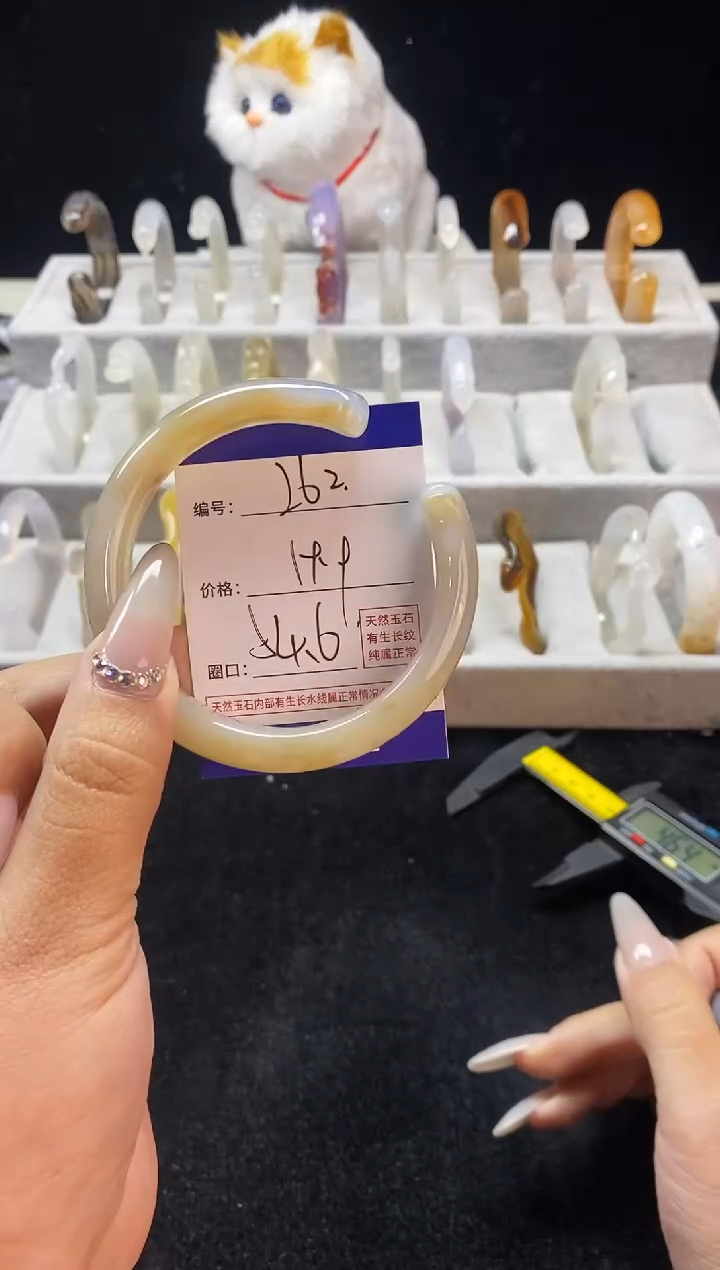 编号: 262.
价格:
圈口: 54.6
天然玉石
有生长纹
纯属正常
天然玉石内部有生长水线属正常情况